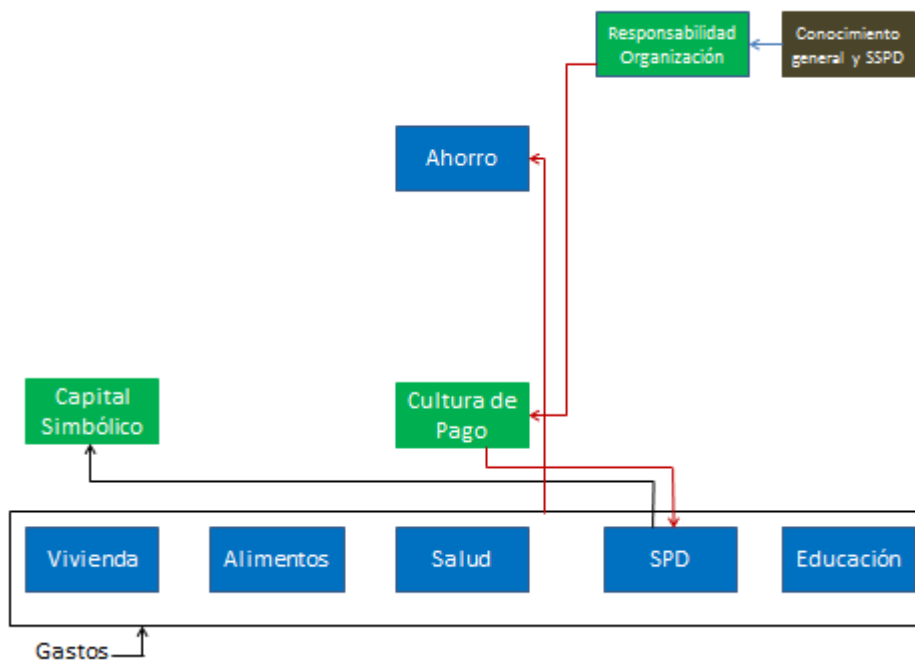 Responsabilidad
Organización
Conocimiento
general y SSPD
Ahorro
Capital
Simbólico
Cultura de
Pago
Vivienda
Alimentos
Salud
SPD
Educación
Gastos